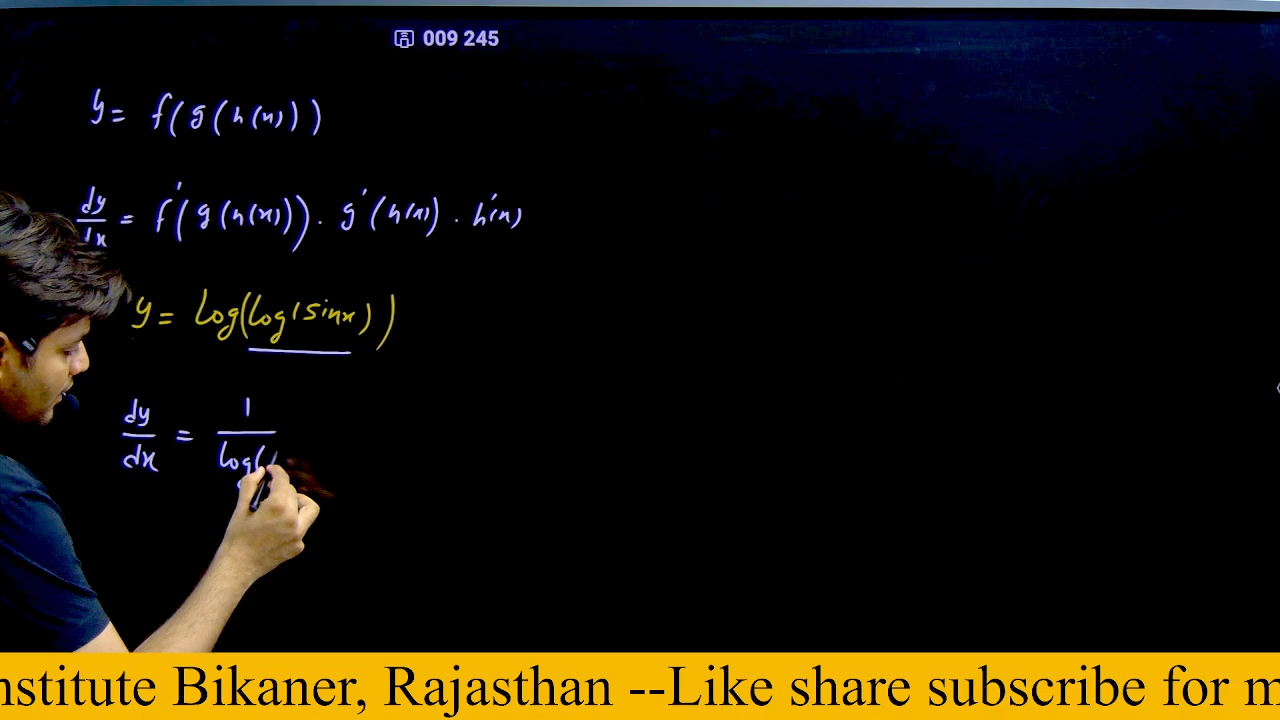 009 245
y = f(g(h(x)))
dy/dx = f'(g(h(x))) . g'(h(x)) . h'(x)
y = log(log(sinx))
dy/dx = 1/log(
nstitute Bikaner, Rajasthan --Like share subscribe for m